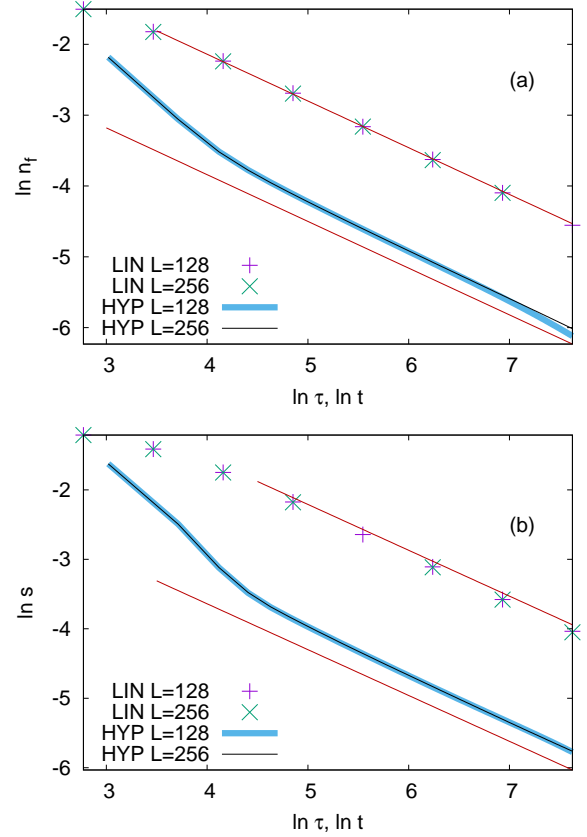 -2
(a)
-3
ln n_f
-4
-5
LIN L=128
LIN L=256
HYP L=128
-6
HYP L=256
3 4 5 6 7
ln τ, ln t
-2
(b)
-3
ln s
-4
-5
LIN L=128
LIN L=256
HYP L=128
HYP L=256
-6
3 4 5 6 7
ln τ, ln t